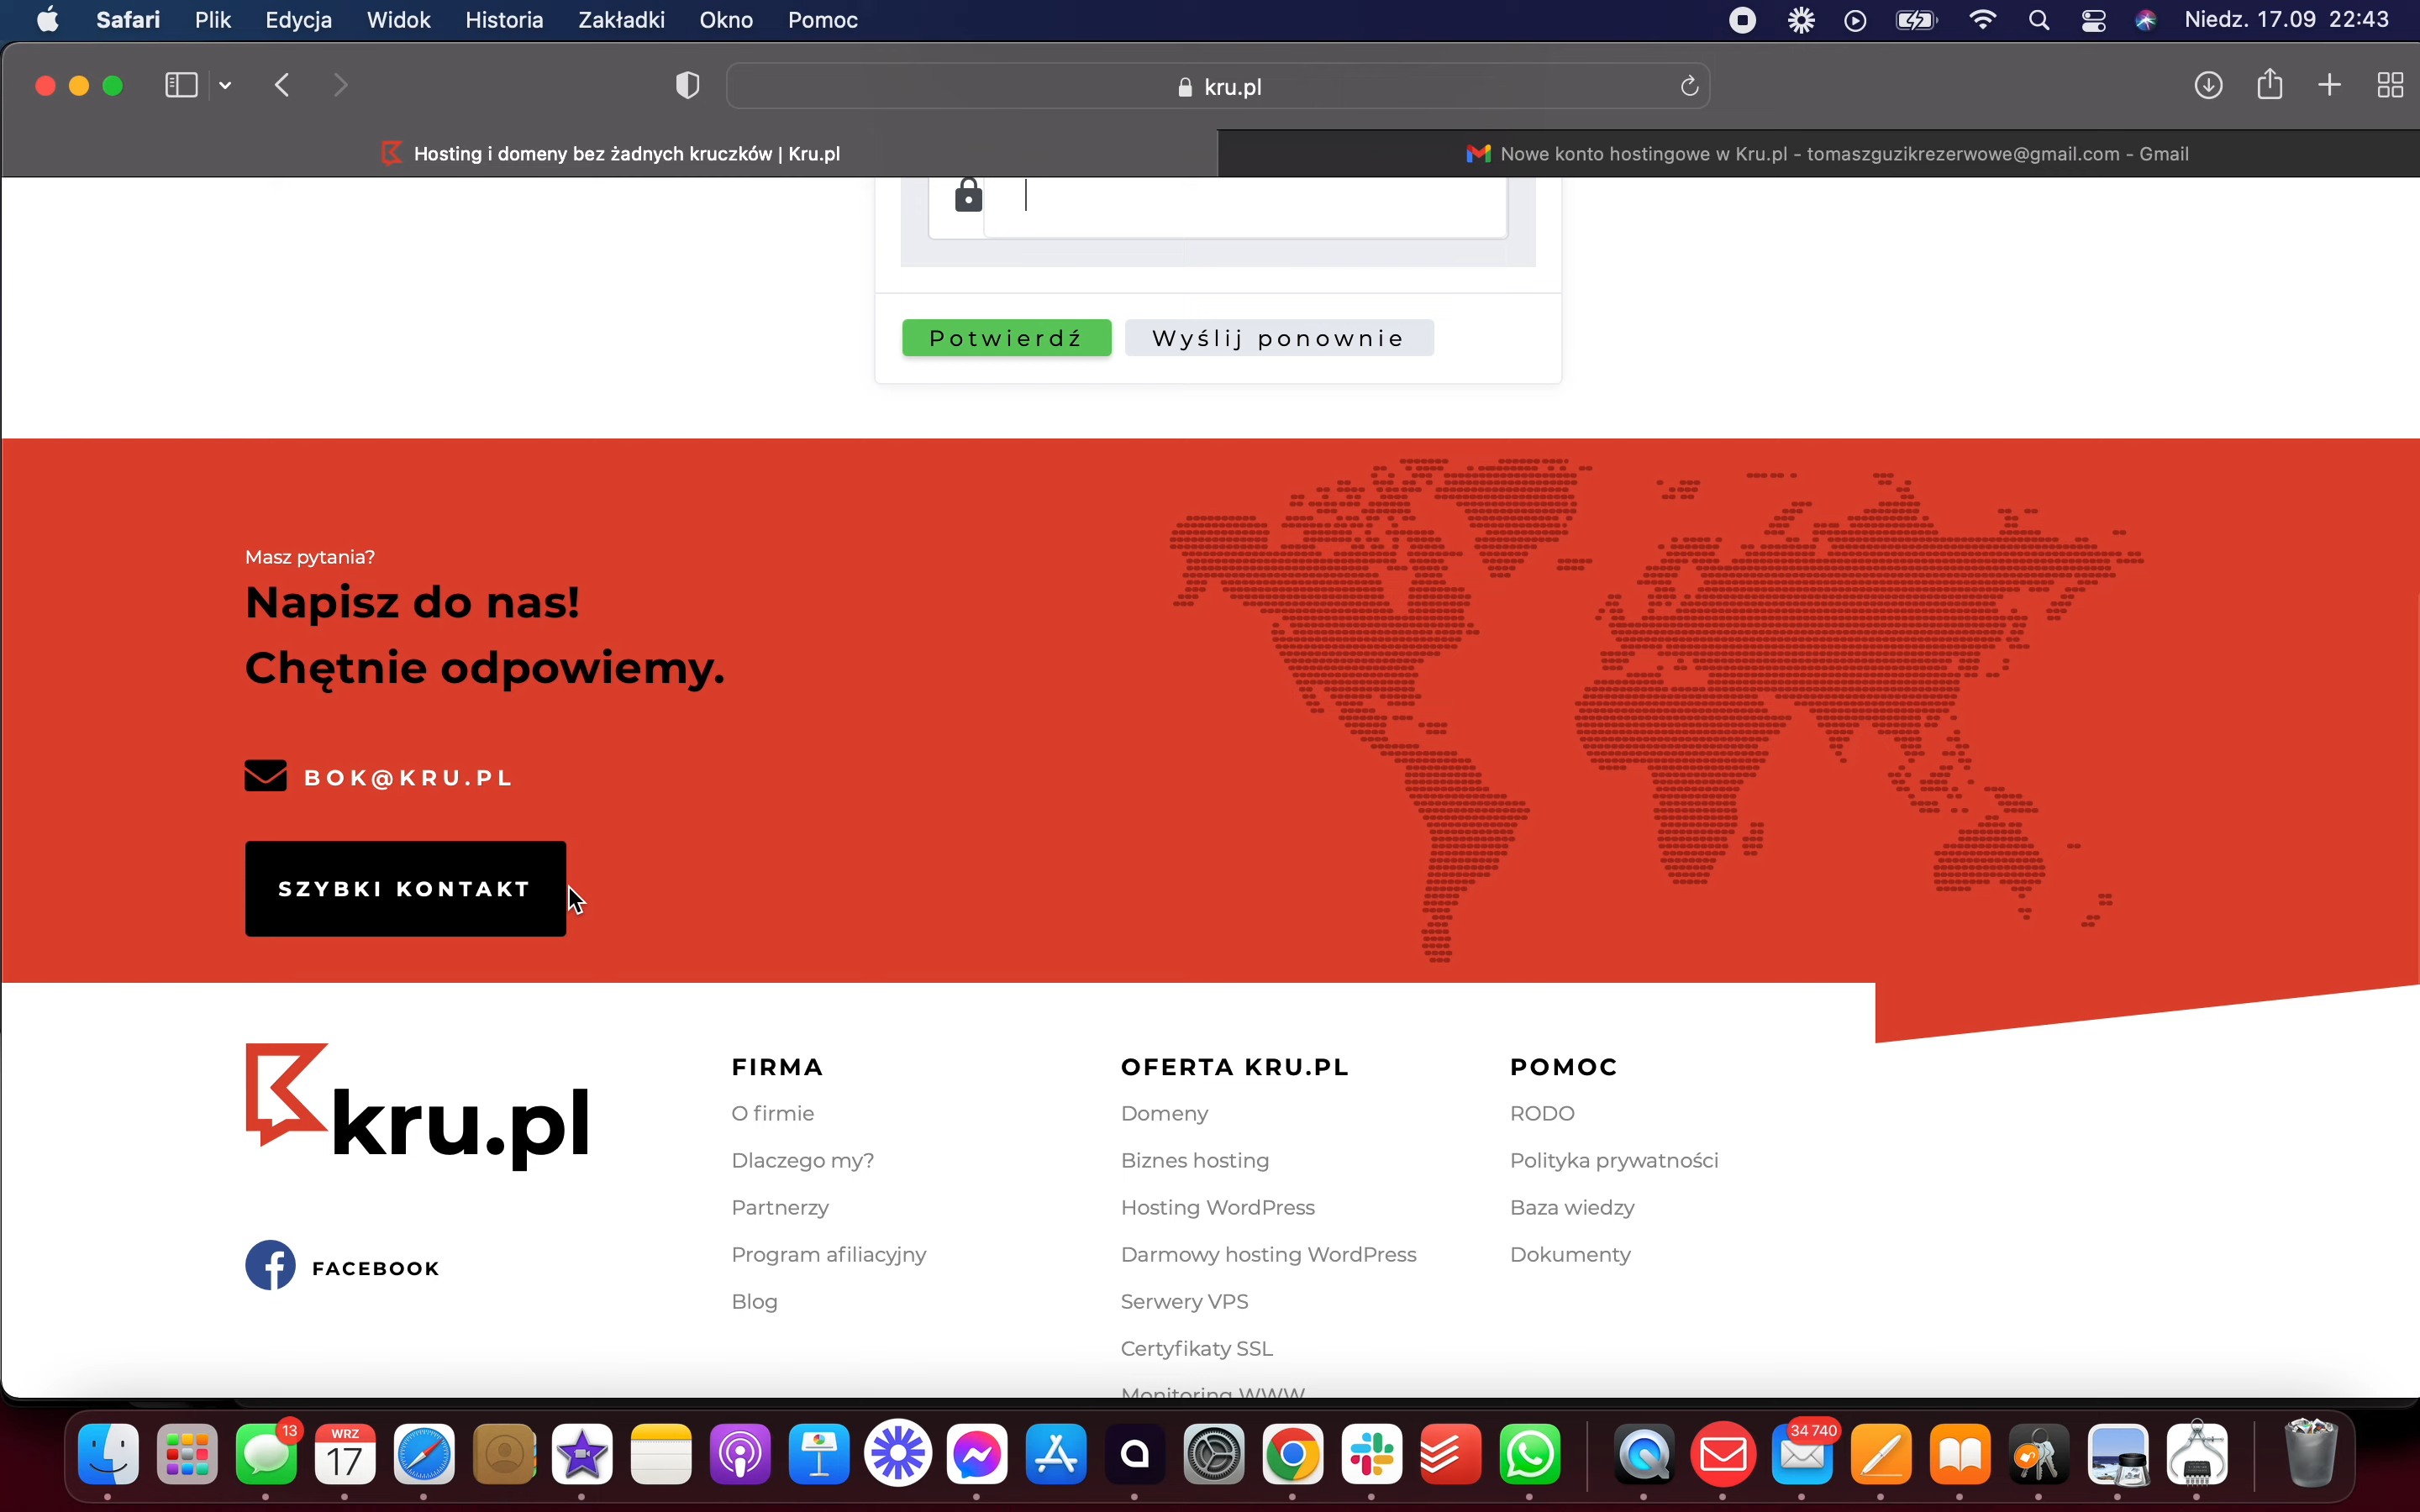 Safari Plik Edycja Widok Historia Zakładki Okno Pomoc Niedz. 17.09 22:43
kru.pl
Hosting i domeny bez żadnych kruczków | Kru.pl
Nowe konto hostingowe w Kru.pl - tomaszguzikrezerwowe@gmail.com - Gmail
Potwierdź Wyślij ponownie
Masz pytania?
Napisz do nas!
Chętnie odpowiemy.
BOK@KRU.PL
SZYBKI KONTAKT
kru.pl
FACEBOOK
FIRMA
O firmie
Dlaczego my?
Partnerzy
Program afiliacyjny
Blog
OFERTA KRU.PL
Domeny
Biznes hosting
Hosting WordPress
Darmowy hosting WordPress
Serwery VPS
Certyfikaty SSL
Monitoring WWW
POMOC
RODO
Polityka prywatności
Baza wiedzy
Dokumenty
13
WRZ
17
34 740